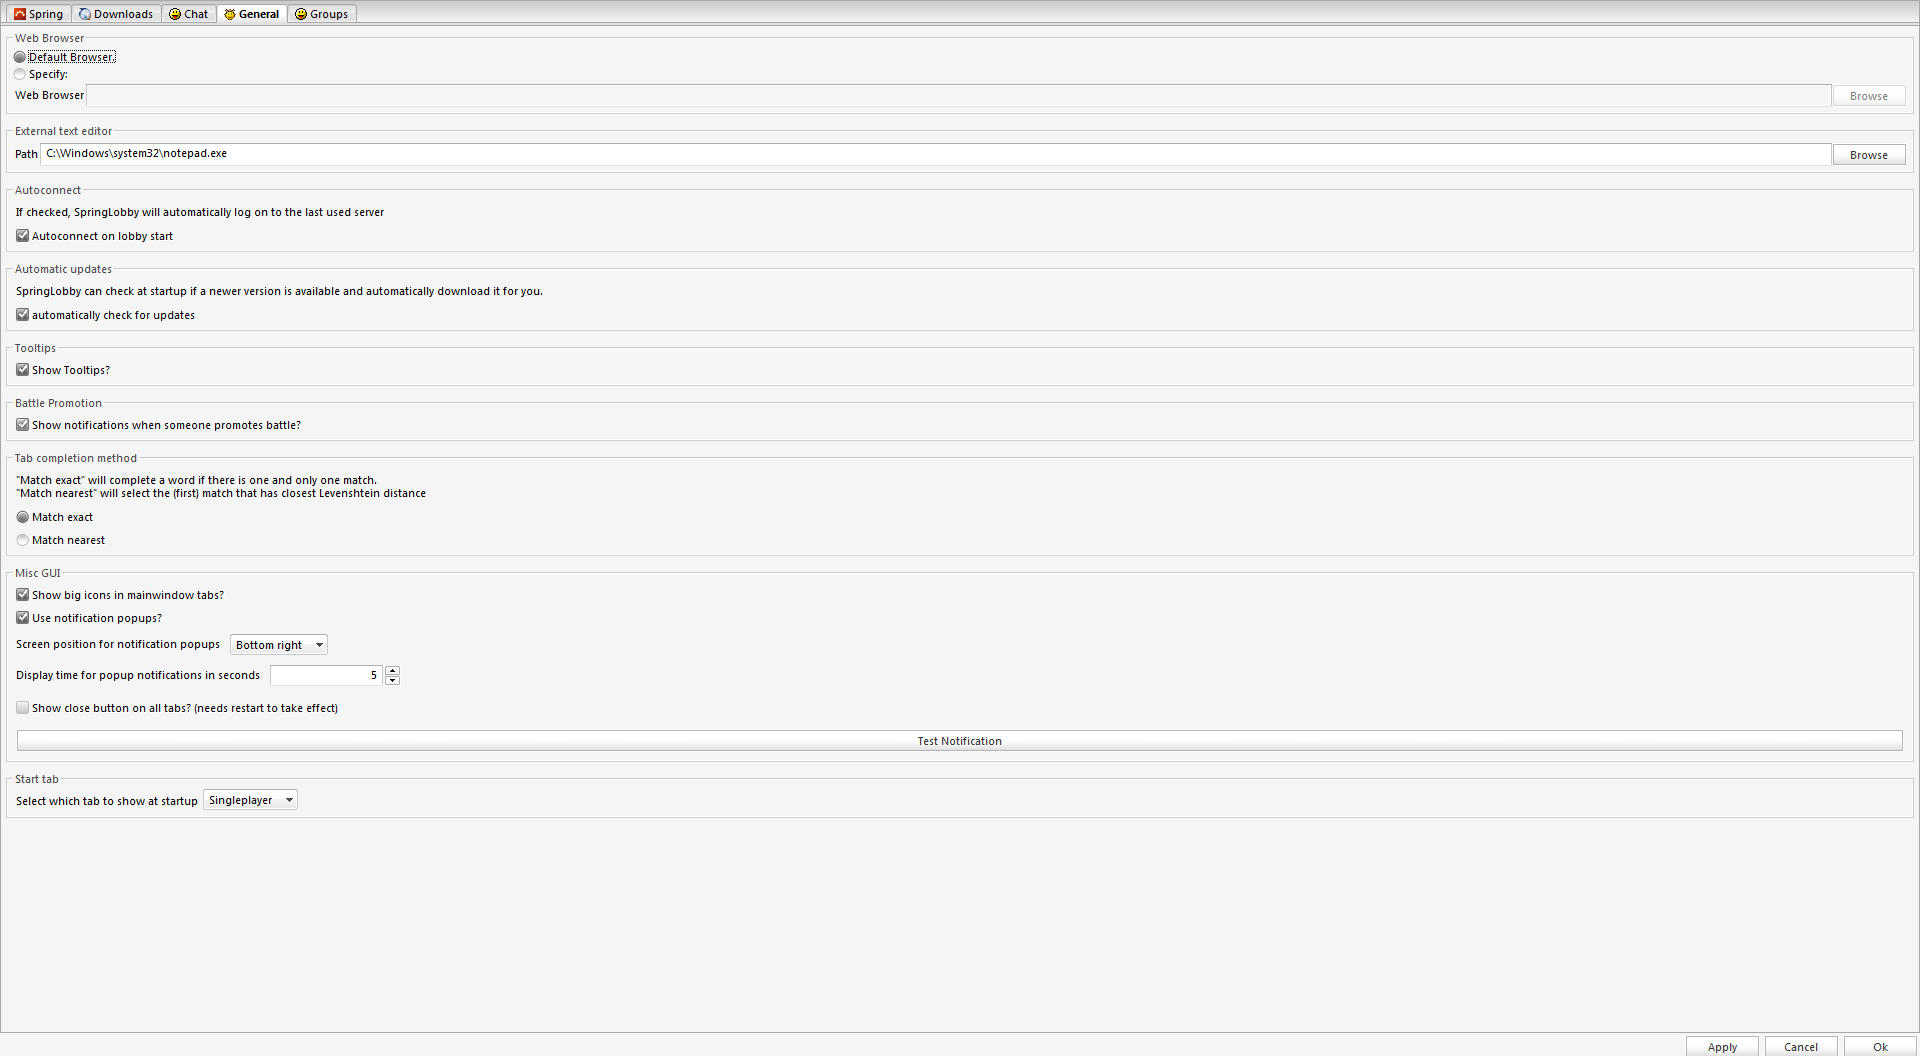 Spring Downloads Chat General Groups
Web Browser
Default Browser.
Specify:
Web Browser Browse
External text editor
Path C:\Windows\system32\notepad.exe Browse
Autoconnect
If checked, SpringLobby will automatically log on to the last used server
Autoconnect on lobby start
Automatic updates
SpringLobby can check at startup if a newer version is available and automatically download it for you.
automatically check for updates
Tooltips
Show Tooltips?
Battle Promotion
Show notifications when someone promotes battle?
Tab completion method
"Match exact" will complete a word if there is one and only one match.
"Match nearest" will select the (first) match that has closest Levenshtein distance
Match exact
Match nearest
Misc GUI
Show big icons in mainwindow tabs?
Use notification popups?
Screen position for notification popups Bottom right
Display time for popup notifications in seconds 5
Show close button on all tabs? (needs restart to take effect)
Test Notification
Start tab
Select which tab to show at startup Singleplayer
Apply Cancel Ok